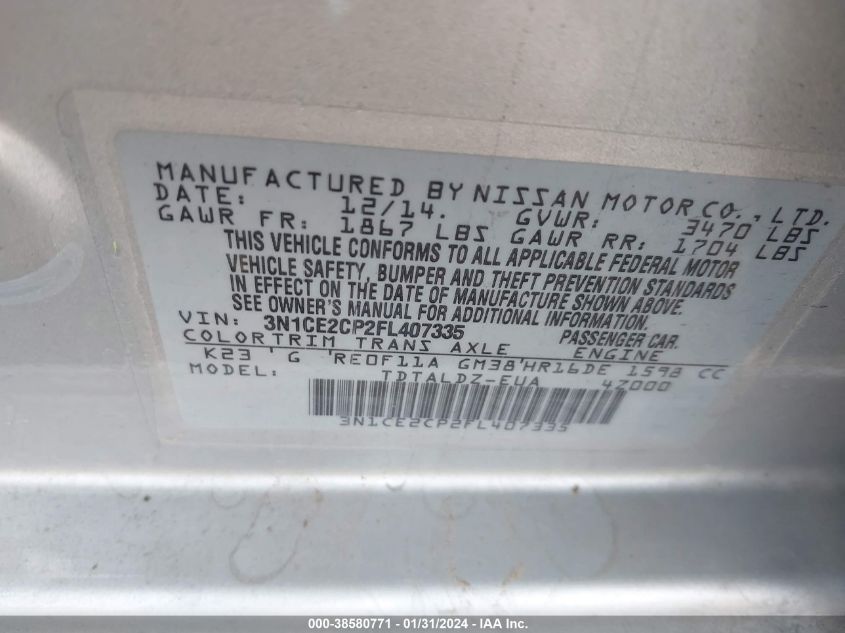 MANUFACTURED BY NISSAN MOTOR CO., LTD.
DATE: 12/14. GVWR: 3470 LBS
GAWR FR: 1867 LBS GAWR RR: 1704 LBS
THIS VEHICLE CONFORMS TO ALL APPLICABLE FEDERAL MOTOR
VEHICLE SAFETY, BUMPER AND THEFT PREVENTION STANDARDS
IN EFFECT ON THE DATE OF MANUFACTURE SHOWN ABOVE.
SEE OWNER'S MANUAL FOR ADDITIONAL INFORMATION.
VIN: 3N1CE2CP2FL407335 PASSENGER CAR.
COLOR TRIM TRANS AXLE ENGINE
K23 ' G 'RE0F11A GM38'HR16DE 1598 CC
MODEL: TDTALDZ-EUA 47000
3N1CE2CP2FL407335
000-38580771 - 01/31/2024 - IAA Inc.